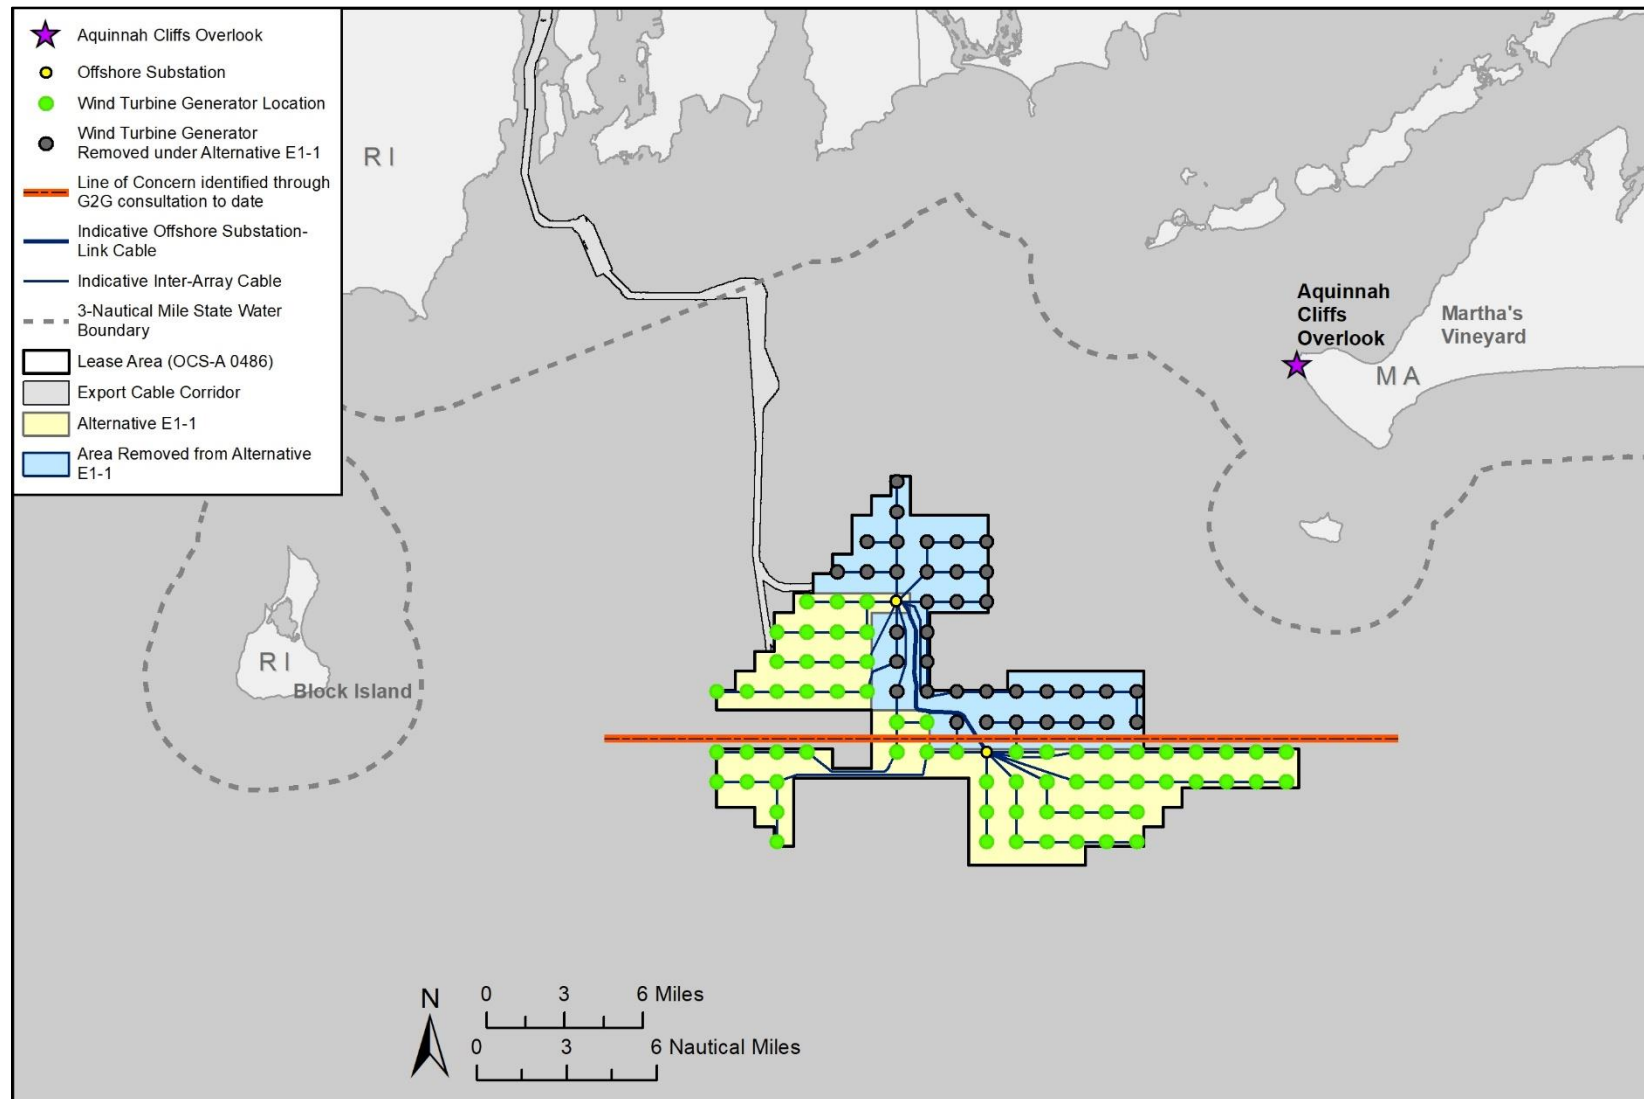 Aquinnah Cliffs Overlook
Offshore Substation
Wind Turbine Generator Location
Wind Turbine Generator
Removed under Alternative E1-1
Line of Concern identified through
G2G consultation to date
Indicative Offshore Substation-
Link Cable
Indicative Inter-Array Cable
3-Nautical Mile State Water
Boundary
Lease Area (OCS-A 0486)
Export Cable Corridor
Alternative E1-1
Area Removed from Alternative
E1-1
RI
Aquinnah
Cliffs
Overlook
Martha's
Vineyard
MA
RI
Block Island
N
0 3 6 Miles
0 3 6 Nautical Miles